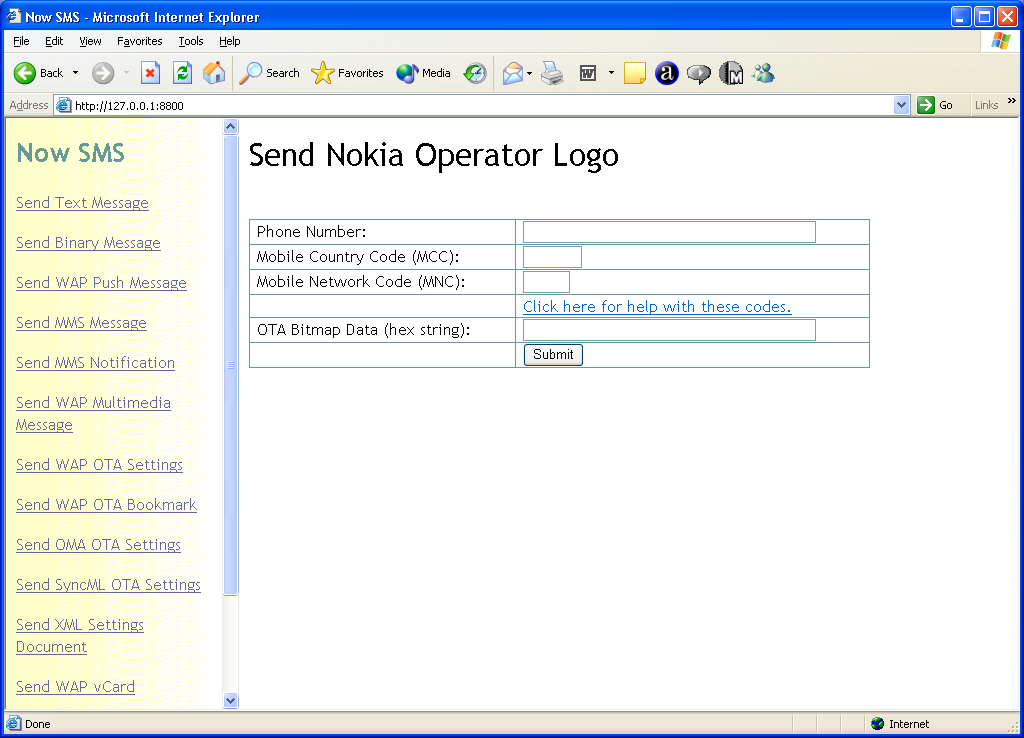 Now SMS - Microsoft Internet Explorer
File Edit View Favorites Tools Help
Back Search Favorites Media
Address http://127.0.0.1:8800 Go Links »
Now SMS
Send Text Message
Send Binary Message
Send WAP Push Message
Send MMS Message
Send MMS Notification
Send WAP Multimedia
Message
Send WAP OTA Settings
Send WAP OTA Bookmark
Send OMA OTA Settings
Send SyncML OTA Settings
Send XML Settings
Document
Send WAP vCard
Send Nokia Operator Logo
Phone Number:
Mobile Country Code (MCC):
Mobile Network Code (MNC):
Click here for help with these codes.
OTA Bitmap Data (hex string):
Submit
Done Internet